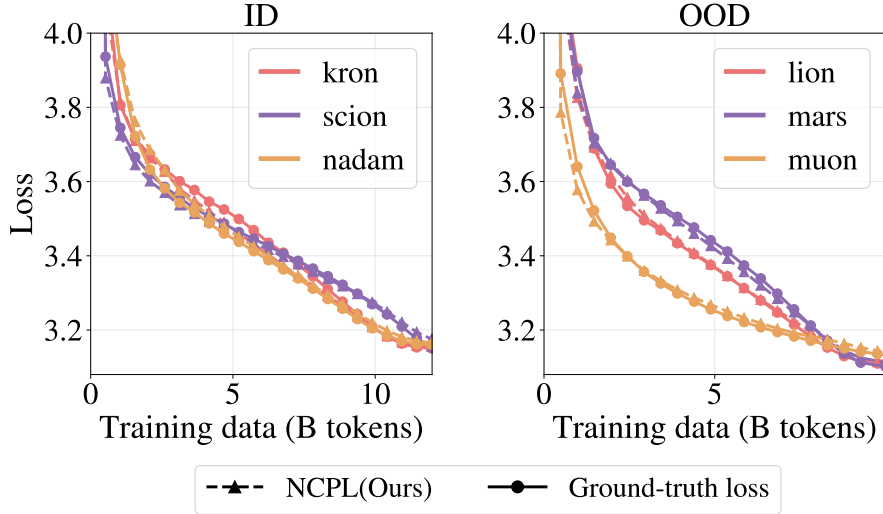 ID
OOD
Loss
4.0
3.8
3.6
3.4
3.2
0
5
10
kron
scion
nadam
Training data (B tokens)
4.0
3.8
3.6
3.4
3.2
0
5
lion
mars
muon
Training data (B tokens)
NCPL(Ours)
Ground-truth loss